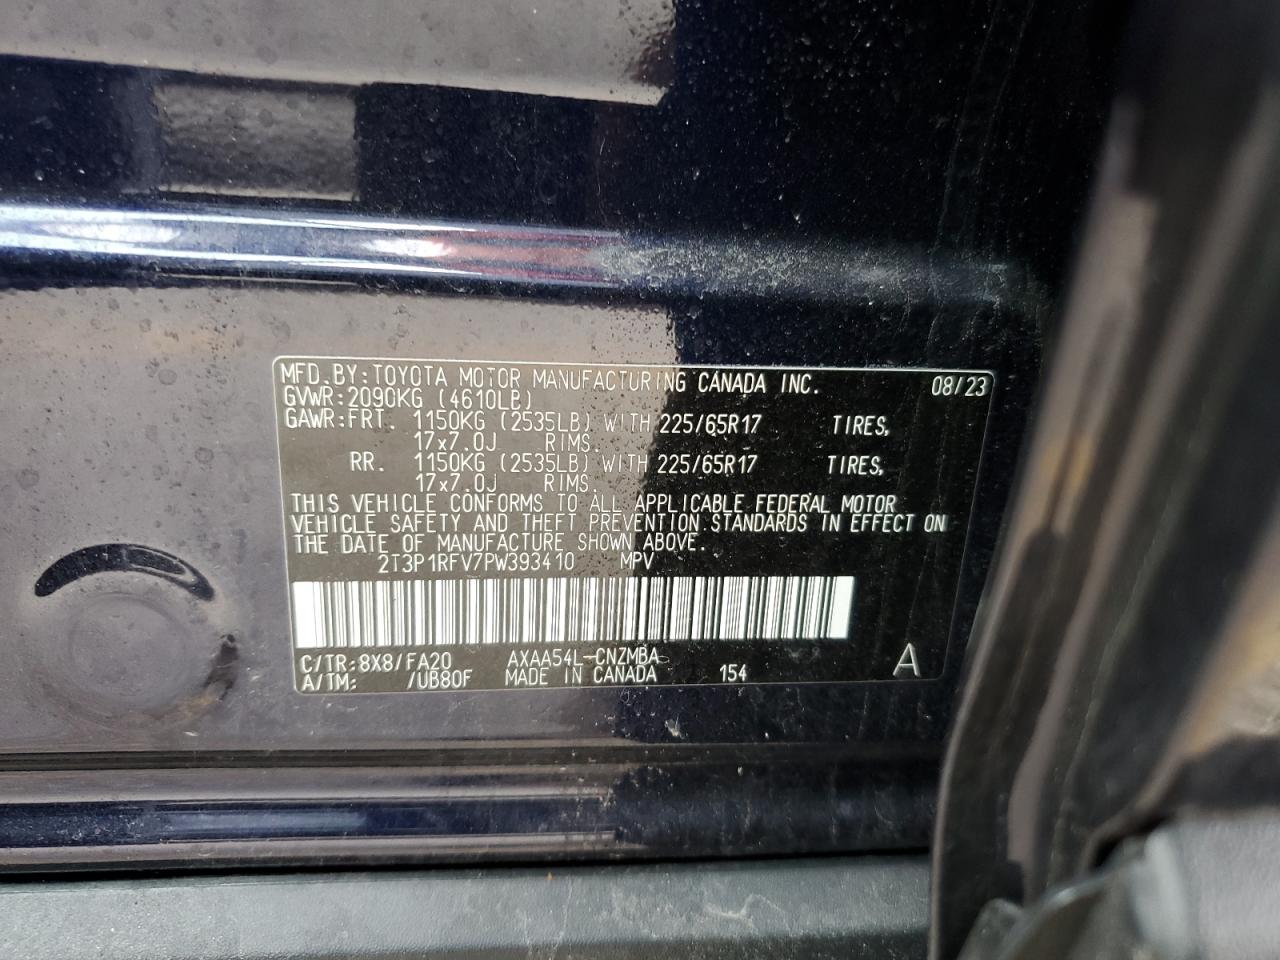 MFD.BY:TOYOTA MOTOR MANUFACTURING CANADA INC. 08/23
GVWR:2090KG (4610LB)
GAWR:FRT. 1150KG (2535LB) WITH 225/65R17 TIRES,
17x7.0J RIMS.
RR. 1150KG (2535LB) WITH 225/65R17 TIRES,
17x7.0J RIMS.
THIS VEHICLE CONFORMS TO ALL APPLICABLE FEDERAL MOTOR
VEHICLE SAFETY AND THEFT PREVENTION STANDARDS IN EFFECT ON
THE DATE OF MANUFACTURE SHOWN ABOVE.
2T3P1RFV7PW393410 MPV
C/TR:8X8/FA20 AXAA54L-CNZMBA A
A/TM: /UB80F MADE IN CANADA 154